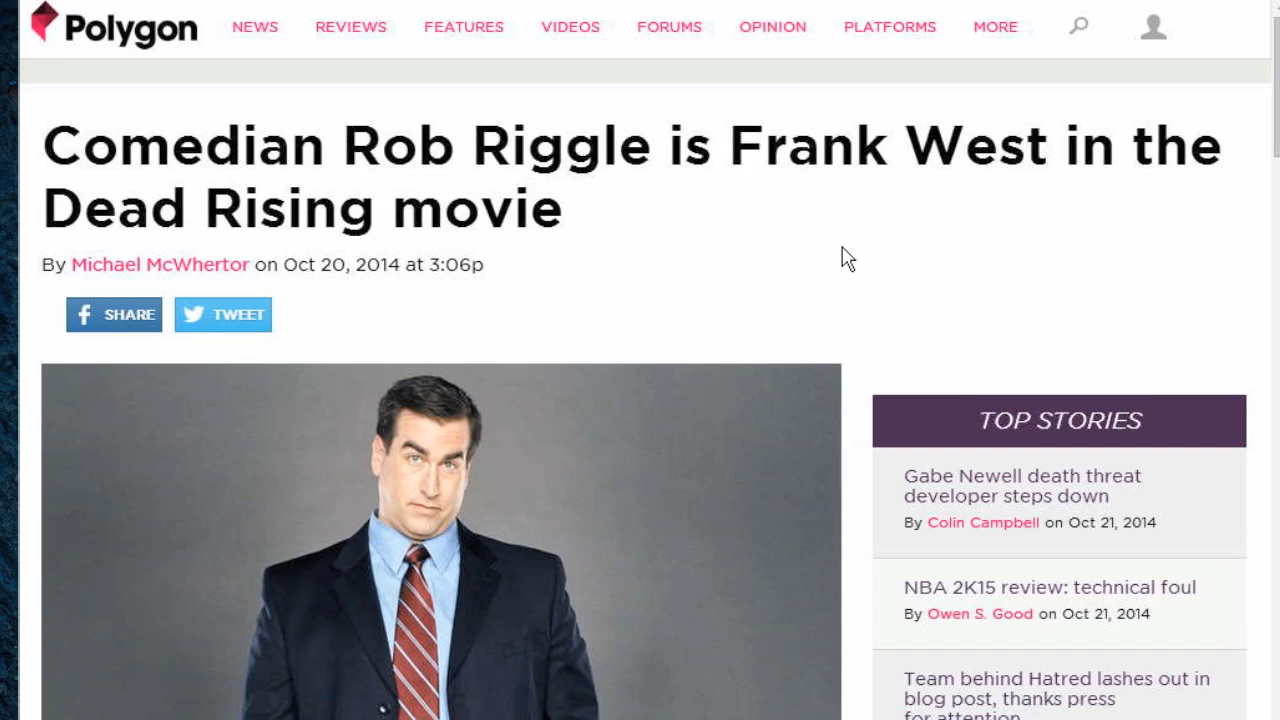 Polygon NEWS REVIEWS FEATURES VIDEOS FORUMS OPINION PLATFORMS MORE
Comedian Rob Riggle is Frank West in the
Dead Rising movie
By Michael McWhertor on Oct 20, 2014 at 3:06p
f SHARE TWEET
TOP STORIES
Gabe Newell death threat
developer steps down
By Colin Campbell on Oct 21, 2014
NBA 2K15 review: technical foul
By Owen S. Good on Oct 21, 2014
Team behind Hatred lashes out in
blog post, thanks press
for attention